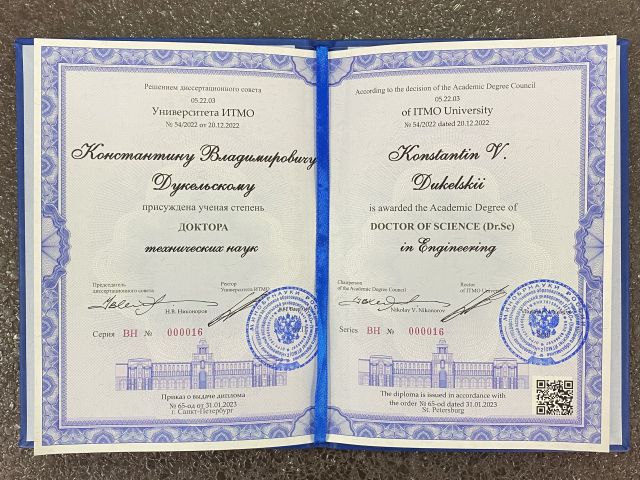 Решением диссертационного совета
05.22.03
Университета ИТМО
№ 54/2022 от 20.12.2022
Константину Владимировичу
Дукельскому
присуждена ученая степень
ДОКТОРА
технических наук
Председатель
диссертационного совета
Ректор
Университета ИТМО
Н.В. Никоноров
Серия ВН № 000016
Приказ о выдаче диплома
№ 65-од от 31.01.2023
г. Санкт-Петербург
According to the decision of the Academic Degree Council
05.22.03
of ITMO University
№ 54/2022 dated 20.12.2022
Konstantin V.
Dukelskii
is awarded the Academic Degree of
DOCTOR OF SCIENCE (Dr.Sc)
in Engineering
Chairperson
of the Academic Degree Council
Rector
of ITMO University
Nikolay V. Nikonorov
Series ВН № 000016
The diploma is issued in accordance with
the order № 65-od dated 31.01.2023
St. Petersburg